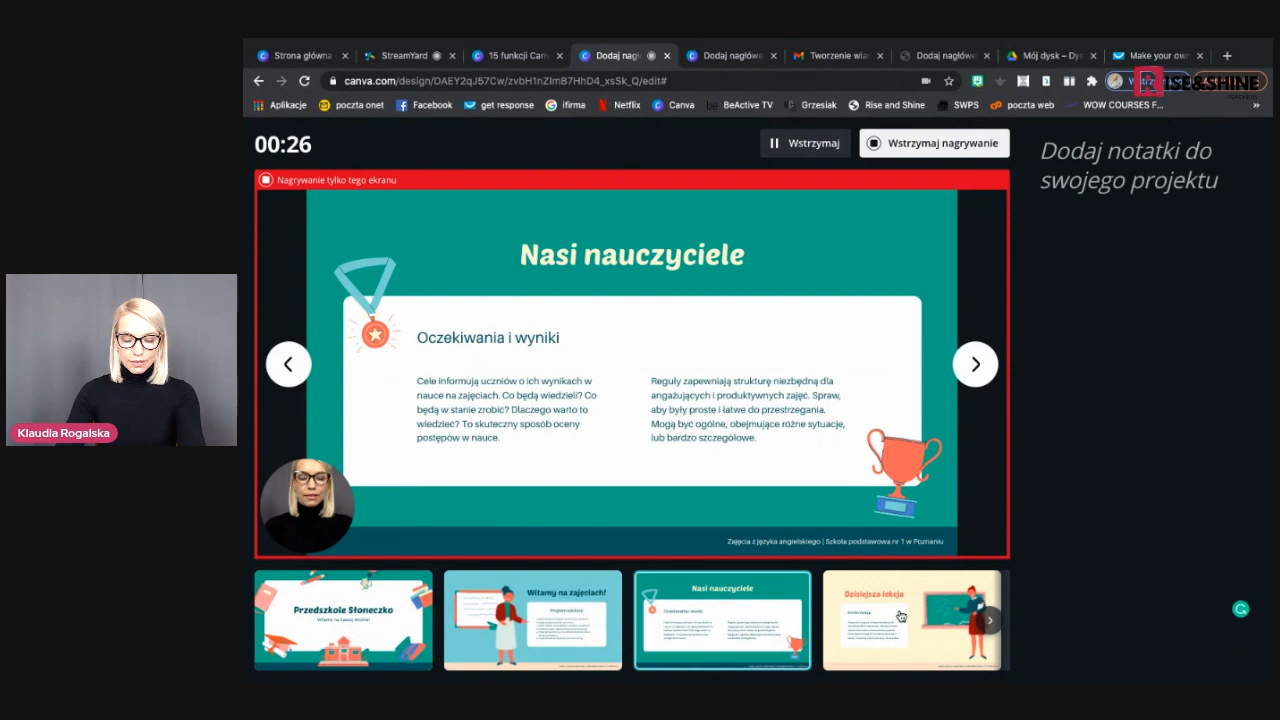 Strona główna
StreamYard
15 funkcji Canv
Dodaj nagłó
Dodaj nagłówe
Tworzenie wia
Dodaj nagłówe
Mój dysk – Dys
Make your own
canva.com/design/DAEY2qJ57Cw/zvbH1nZImB7HhD4_xsSk_Q/edit#
RISE&SHINE
Aplikacje
poczta onet
Facebook
get response
ifirma
Netflix
Canva
BeActive TV
Grzesiak
Rise and Shine
SWPS
poczta web
WOW COURSES F...
00:26
Wstrzymaj
Wstrzymaj nagrywanie
Dodaj notatki do
swojego projektu
Nagrywanie tylko tego ekranu
Nasi nauczyciele
Oczekiwania i wyniki
Cele informują uczniów o ich wynikach w
nauce na zajęciach. Co będą wiedzieli? Co
będą w stanie zrobić? Dlaczego warto to
wiedzieć? To skuteczny sposób oceny
postępów w nauce.
Reguły zapewniają strukturę niezbędną dla
angażujących i produktywnych zajęć. Spraw,
aby były proste i łatwe do przestrzegania.
Mogą być ogólne, obejmujące różne sytuacje,
lub bardzo szczegółowe.
Klaudia Rogalska
Zajęcia z języka angielskiego | Szkoła podstawowa nr 1 w Poznaniu
Przedszkole Słoneczko
Witamy na naszej stronie!
Witamy na zajęciach!
Nasi nauczyciele
Oczekiwania i wyniki
Dzisiejsza lekcja